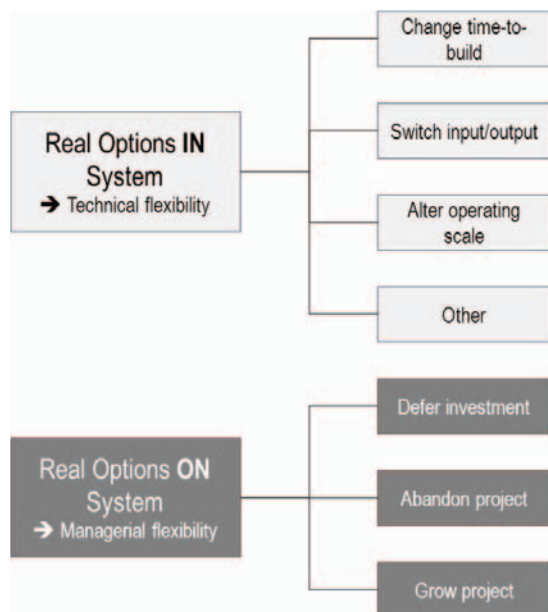 Change time-to-
build
Real Options IN
System
➔ Technical flexibility
Switch input/output
Alter operating
scale
Other
Real Options ON
System
➔ Managerial flexibility
Defer investment
Abandon project
Grow project